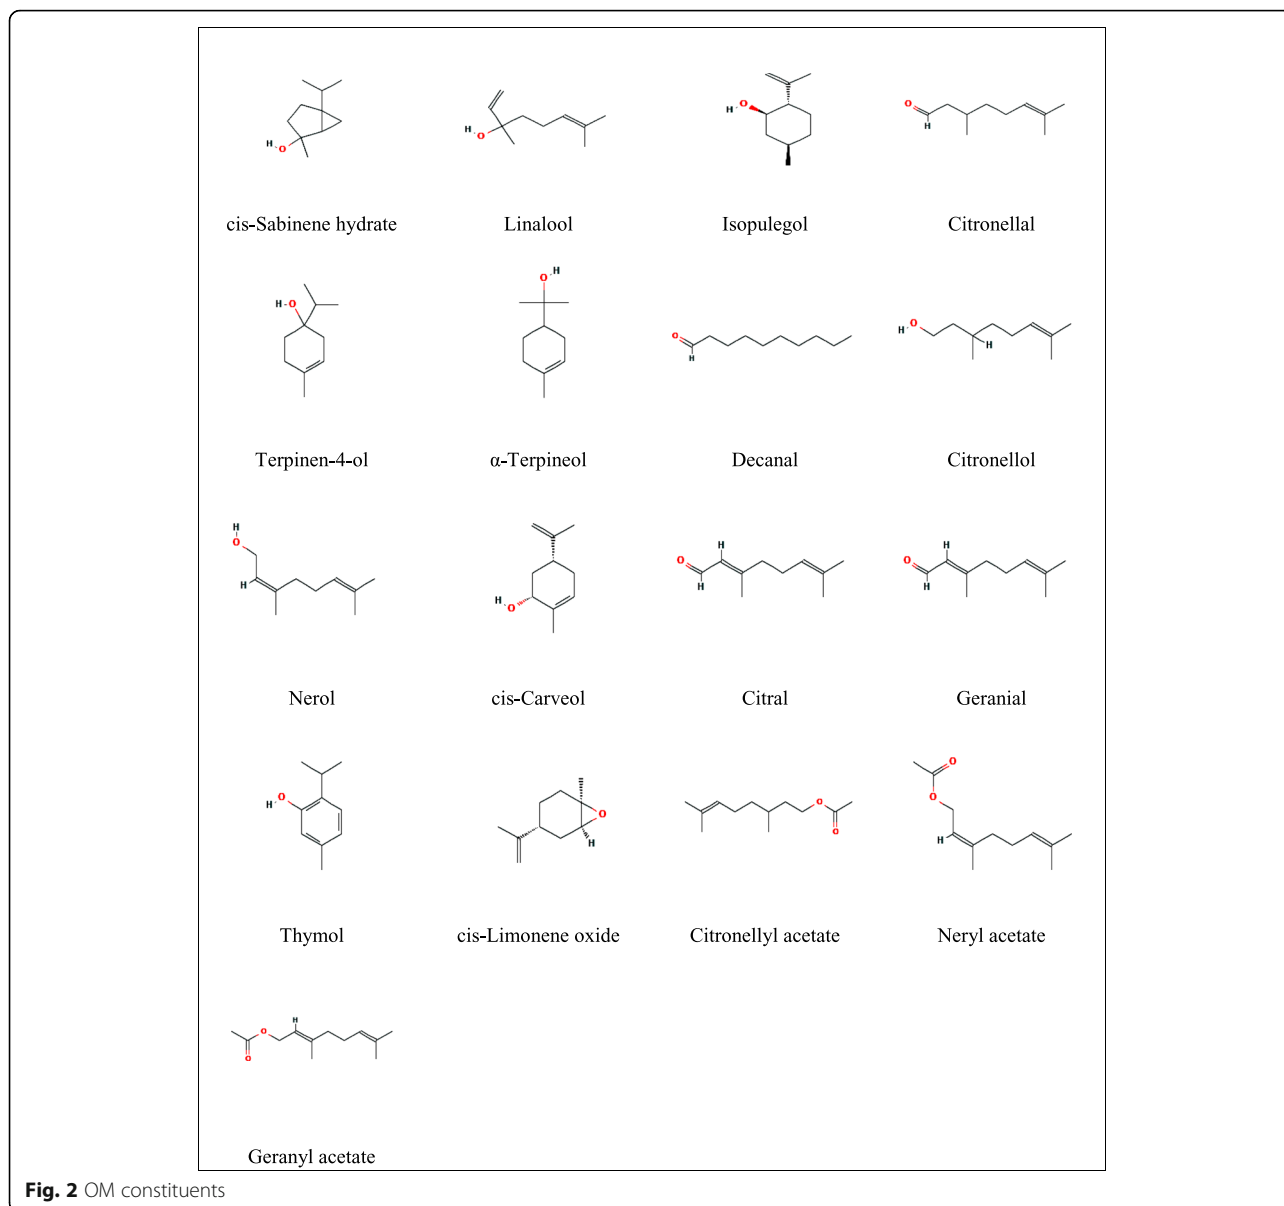 cis-Sabinene hydrate Linalool Isopulegol Citronellal
Terpinen-4-ol α-Terpineol Decanal Citronellol
Nerol cis-Carveol Citral Geranial
Thymol cis-Limonene oxide Citronellyl acetate Neryl acetate
Geranyl acetate
Fig. 2 OM constituents